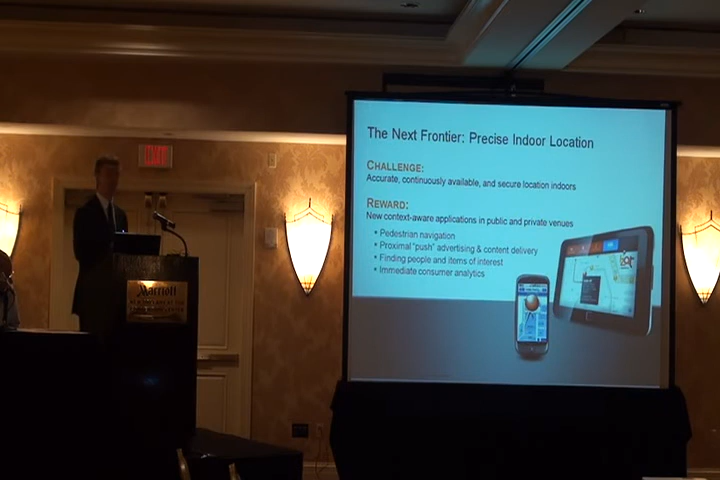 EXIT
The Next Frontier: Precise Indoor Location
CHALLENGE:
Accurate, continuously available, and secure location indoors
REWARD:
New context-aware applications in public and private venues
• Pedestrian navigation
• Proximal "push" advertising & content delivery
• Finding people and items of interest
• Immediate consumer analytics
Marriott